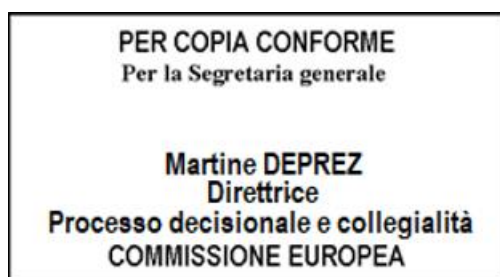 PER COPIA CONFORME
Per la Segretaria generale
Martine DEPREZ
Direttrice
Processo decisionale e collegialità
COMMISSIONE EUROPEA